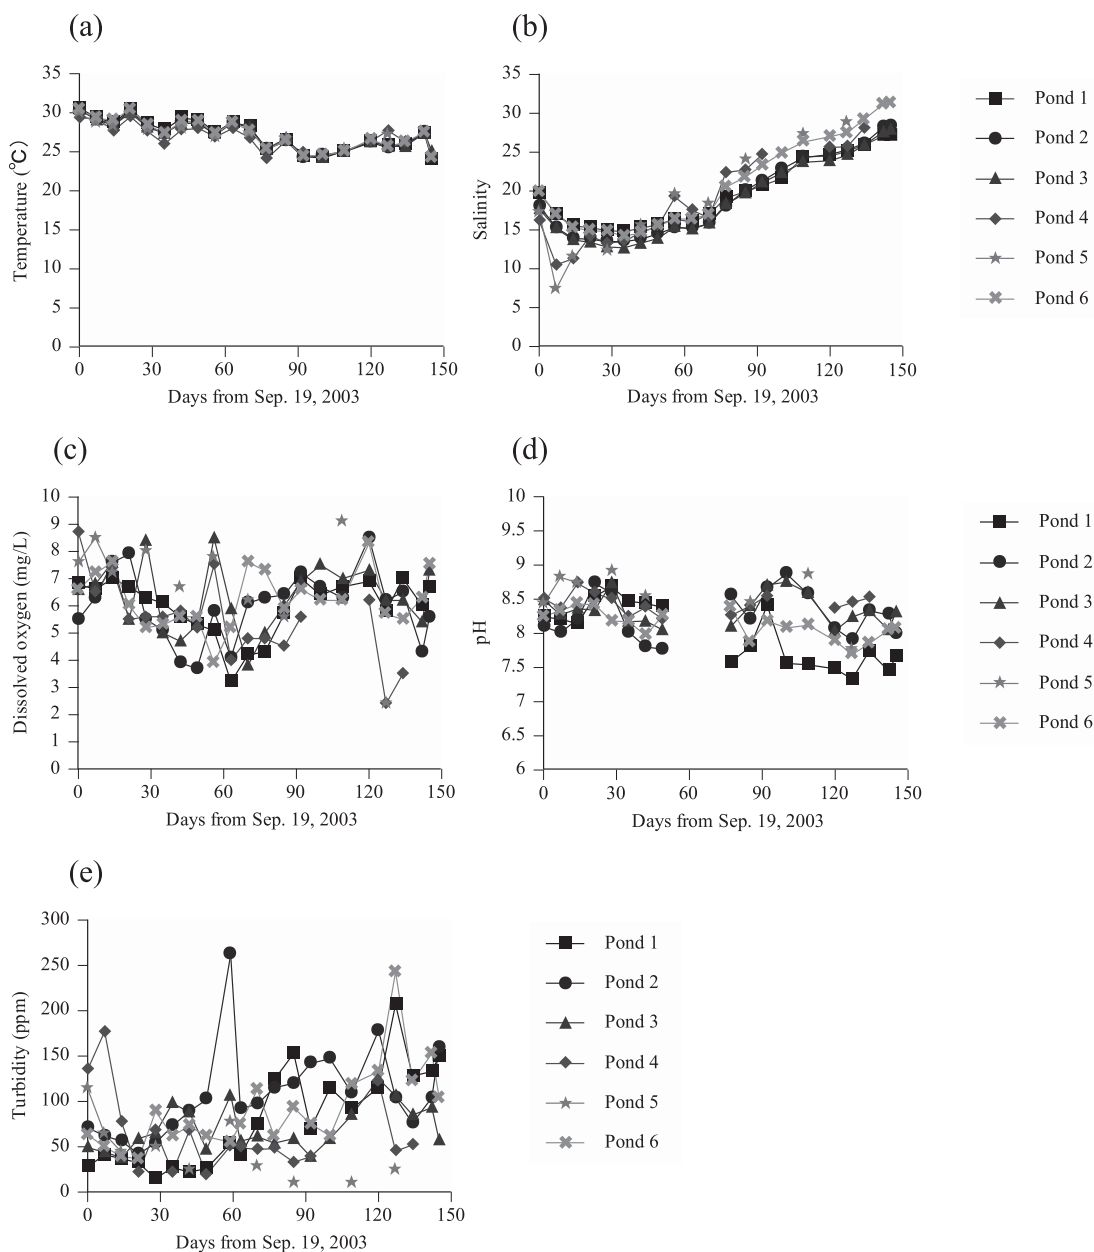 (a)
35
30
25
20
15
10
5
0
Temperature (℃)
0 30 60 90 120 150
Days from Sep. 19, 2003
(b)
35
30
25
20
15
10
5
0
Salinity
0 30 60 90 120 150
Days from Sep. 19, 2003
Pond 1
Pond 2
Pond 3
Pond 4
Pond 5
Pond 6
(c)
10
9
8
7
6
5
4
3
2
1
0
Dissolved oxygen (mg/L)
0 30 60 90 120 150
Days from Sep. 19, 2003
(d)
10
9.5
9
8.5
8
7.5
7
6.5
6
pH
0 30 60 90 120 150
Days from Sep. 19, 2003
Pond 1
Pond 2
Pond 3
Pond 4
Pond 5
Pond 6
(e)
300
250
200
150
100
50
0
Turbidity (ppm)
0 30 60 90 120 150
Days from Sep. 19, 2003
Pond 1
Pond 2
Pond 3
Pond 4
Pond 5
Pond 6